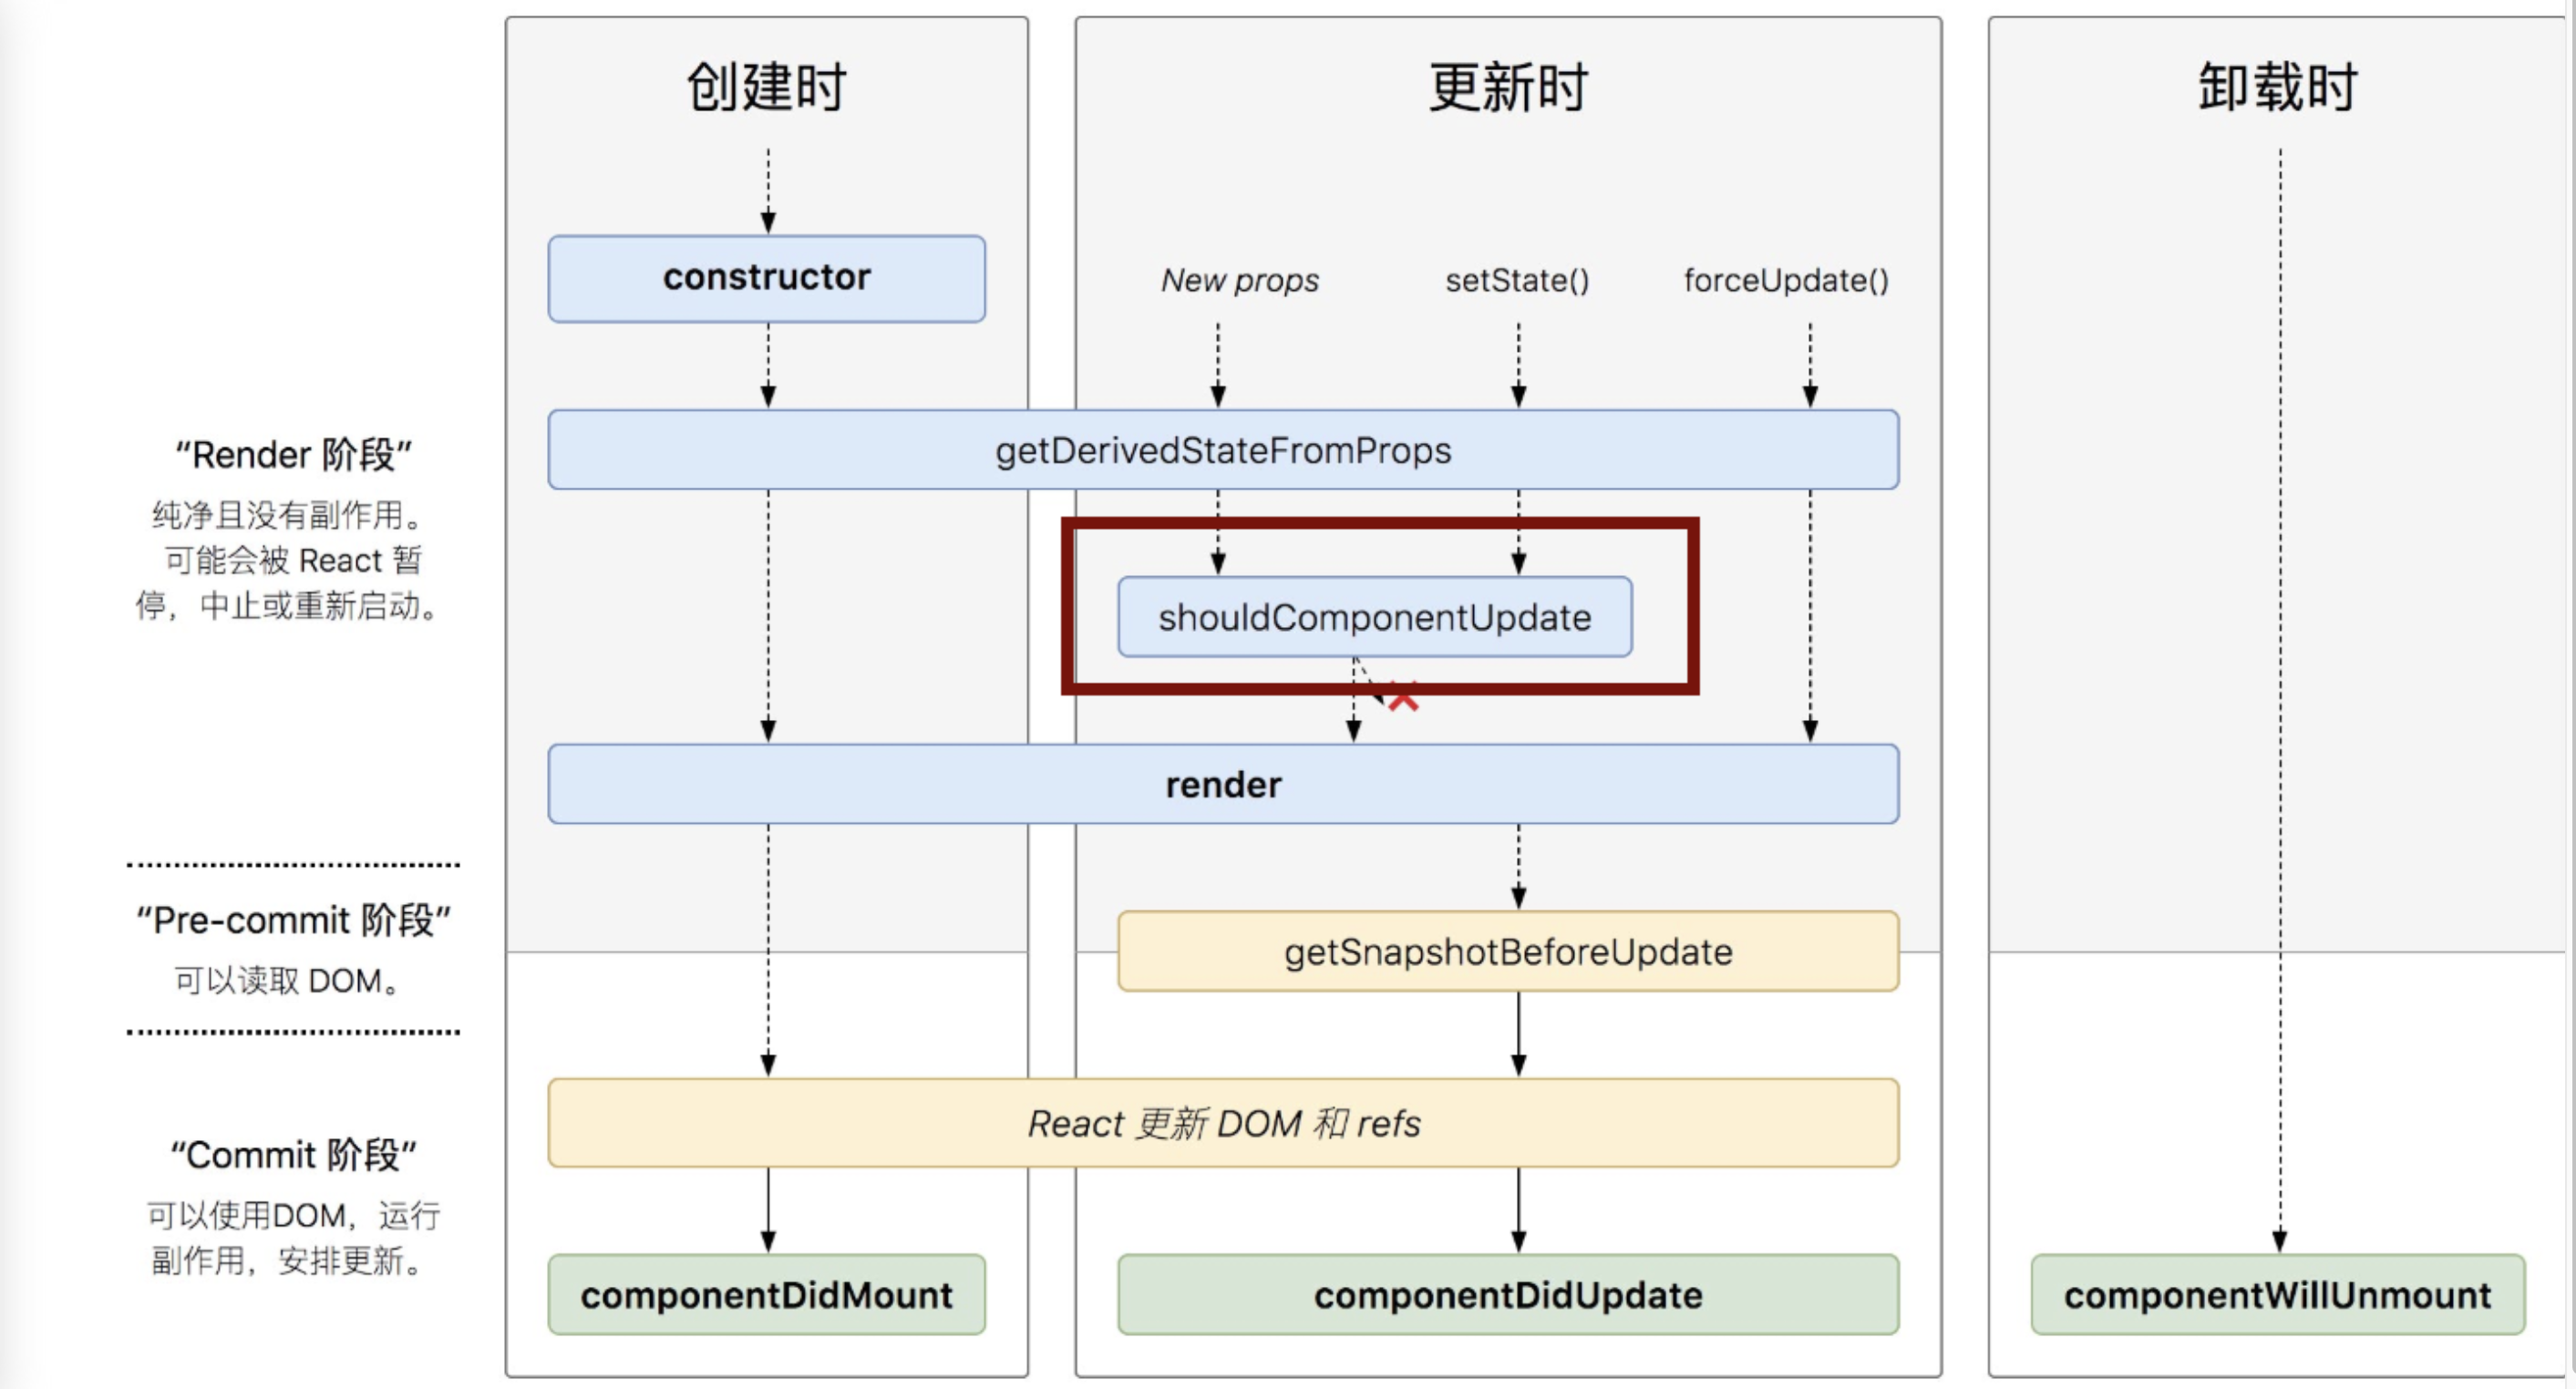 创建时
更新时
卸载时
constructor
New props
setState()
forceUpdate()
“Render 阶段”
纯净且没有副作用。
可能会被 React 暂
停，中止或重新启动。
getDerivedStateFromProps
shouldComponentUpdate
render
“Pre-commit 阶段”
可以读取 DOM。
getSnapshotBeforeUpdate
“Commit 阶段”
可以使用DOM，运行
副作用，安排更新。
React 更新 DOM 和 refs
componentDidMount
componentDidUpdate
componentWillUnmount